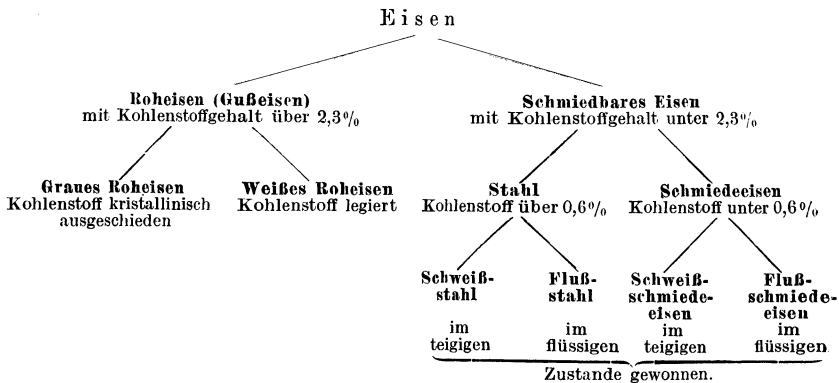 Eisen
Roheisen (Gußeisen)
mit Kohlenstoffgehalt über 2,3%
Schmiedbares Eisen
mit Kohlenstoffgehalt unter 2,3%
Graues Roheisen
Kohlenstoff kristallinisch
ausgeschieden
Weißes Roheisen
Kohlenstoff legiert
Stahl
Kohlenstoff über 0,6%
Schmiedeeisen
Kohlenstoff unter 0,6%
Schweiß-
stahl
im
teigigen
Fluß-
stahl
im
flüssigen
Schweiß-
schmiede-
eisen
im
teigigen
Fluß-
schmiede-
eisen
im
flüssigen
Zustande gewonnen.